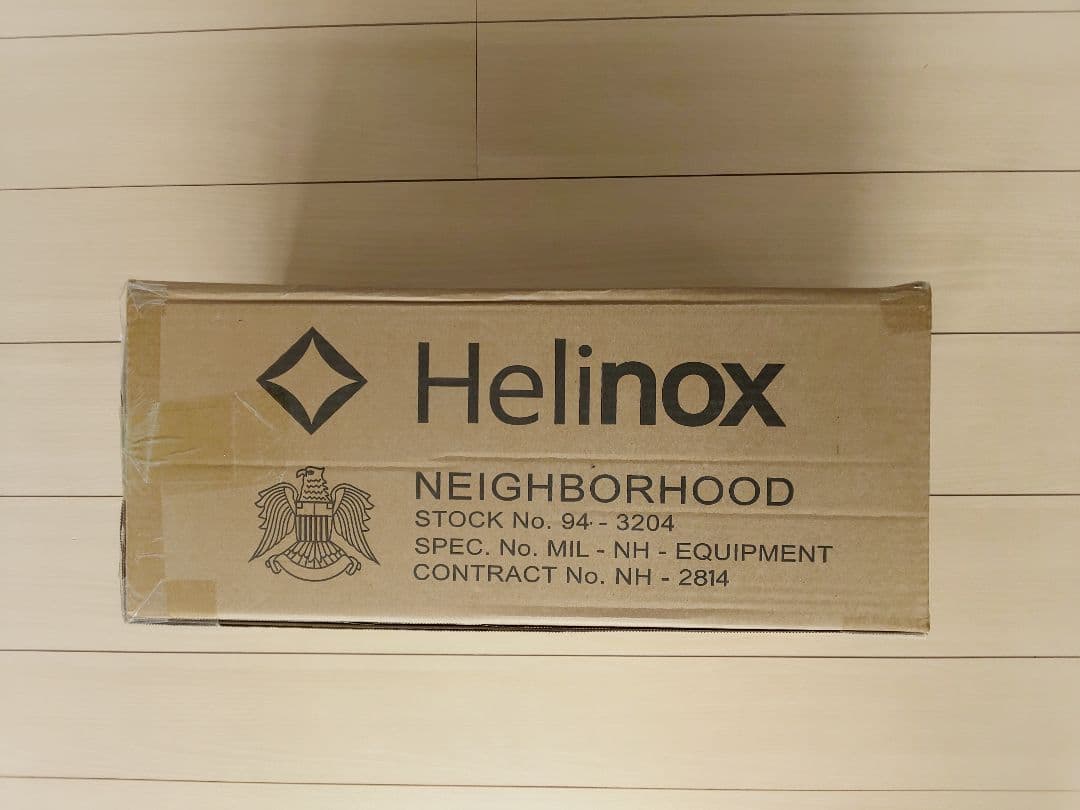 Helinox
NEIGHBORHOOD
STOCK No. 94 - 3204
SPEC. No. MIL - NH - EQUIPMENT
CONTRACT No. NH - 2814